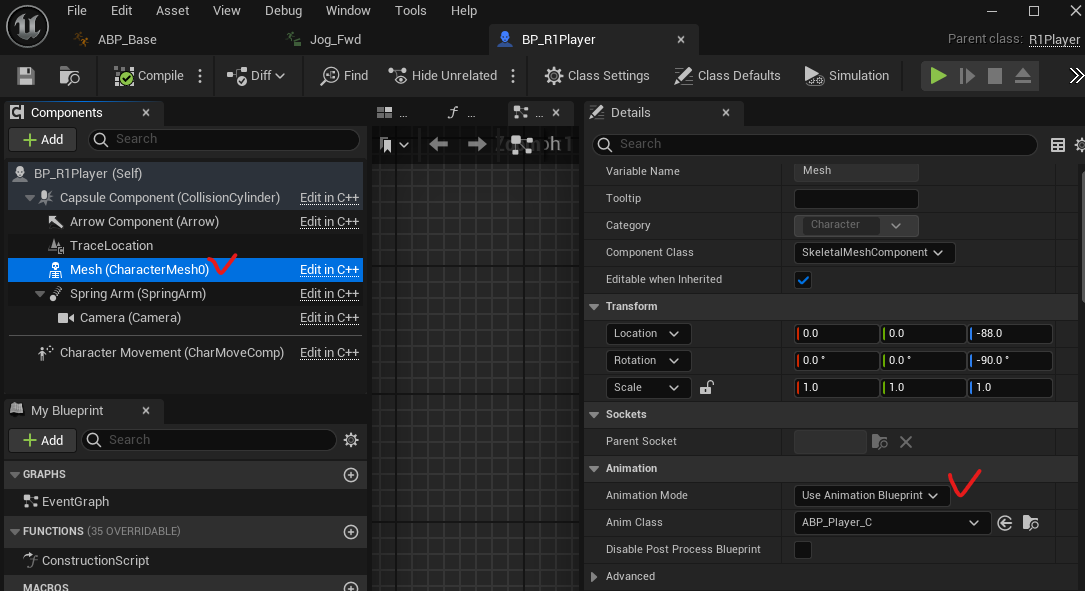 File Edit Asset View Debug Window Tools Help
ABP_Base Jog_Fwd BP_R1Player Parent class: R1Player
Compile Diff Find Hide Unrelated Class Settings Class Defaults Simulation
Components ... ... ... Details
Add Search Search
BP_R1Player (Self) Variable Name Mesh
Capsule Component (CollisionCylinder) Edit in C++ Tooltip
Arrow Component (Arrow) Edit in C++ Category Character
TraceLocation Component Class SkeletalMeshComponent
Mesh (CharacterMesh0) Edit in C++ Editable when Inherited
Spring Arm (SpringArm) Edit in C++ Transform
Camera (Camera) Edit in C++ Location 0.0 0.0 -88.0
Character Movement (CharMoveComp) Edit in C++ Rotation 0.0 ° 0.0 ° -90.0 °
Scale 1.0 1.0 1.0
My Blueprint Sockets
Add Search Parent Socket
GRAPHS Animation
EventGraph Animation Mode Use Animation Blueprint
FUNCTIONS (35 OVERRIDABLE) Anim Class ABP_Player_C
ConstructionScript Disable Post Process Blueprint
MACROS Advanced